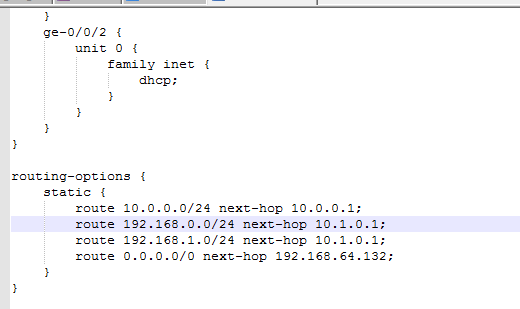 }
ge-0/0/2 {
unit 0 {
family inet {
dhcp;
}
}
}
}
routing-options {
static {
route 10.0.0.0/24 next-hop 10.0.0.1;
route 192.168.0.0/24 next-hop 10.1.0.1;
route 192.168.1.0/24 next-hop 10.1.0.1;
route 0.0.0.0/0 next-hop 192.168.64.132;
}
}